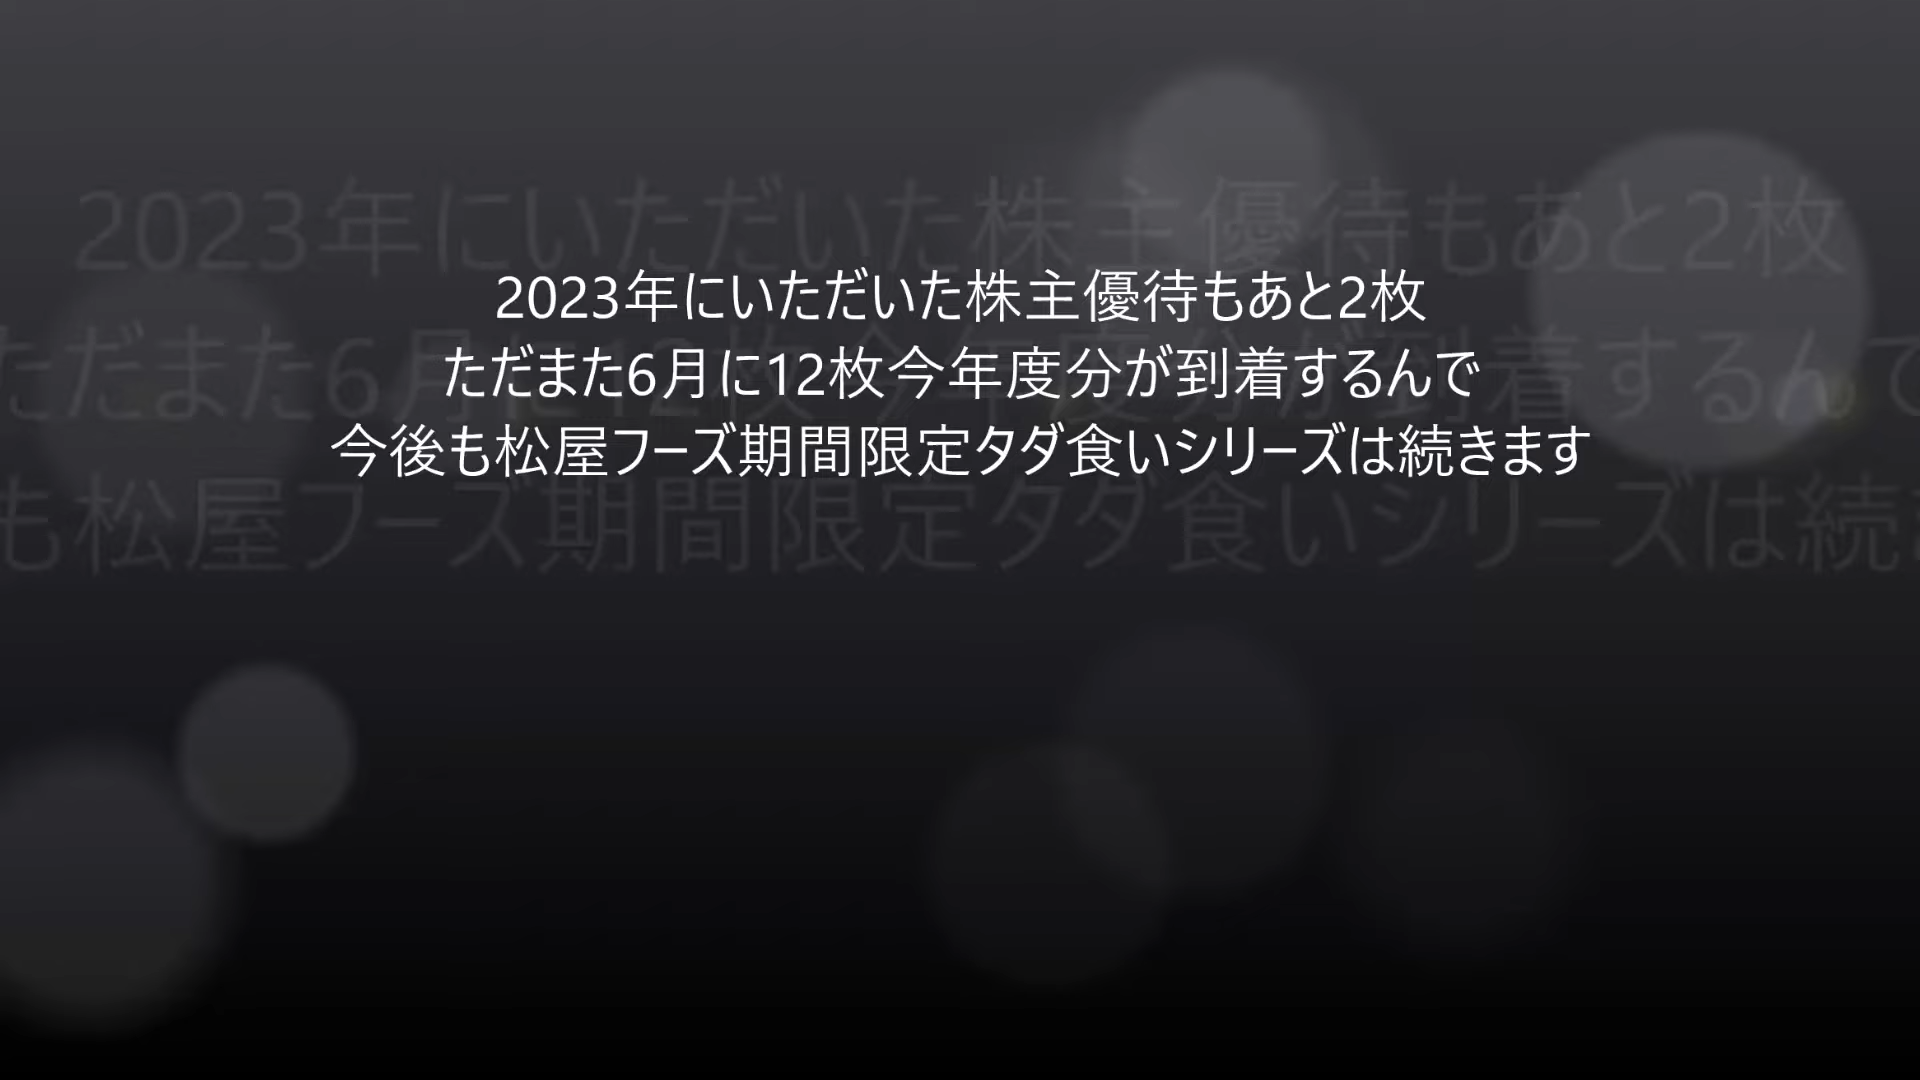 2023年にいただいた株主優待もあと2枚
ただまた6月に12枚今年度分が到着するんで
今後も松屋フーズ期間限定タダ食いシリーズは続きます